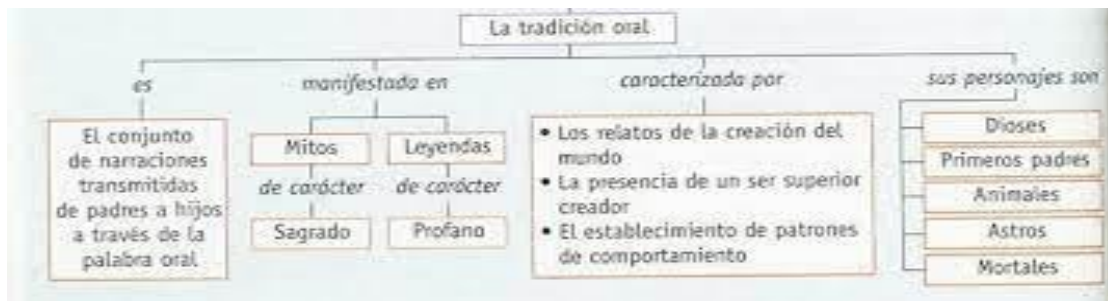 La tradición oral
es
manifestada en
caracterizada por
sus personajes son
El conjunto
de narraciones
transmitidas
de padres a hijos
a través de la
palabra oral
Mitos
Leyendas
de carácter
de carácter
Sagrado
Profano
• Los relatos de la creación del
mundo
• La presencia de un ser superior
creador
• El establecimiento de patrones
de comportamiento
Dioses
Primeros padres
Animales
Astros
Mortales